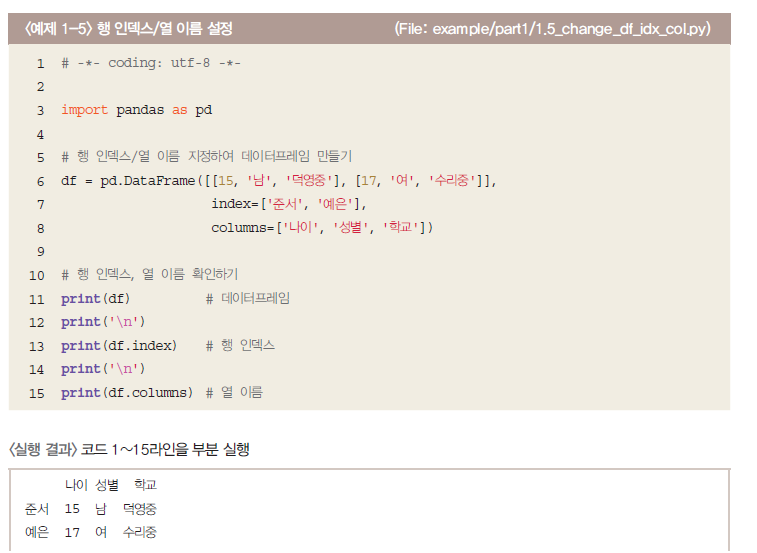 〈예제 1-5〉 행 인덱스/열 이름 설정 (File: example/part1/1.5_change_df_idx_col.py)
1 # -*- coding: utf-8 -*-
2
3 import pandas as pd
4
5 # 행 인덱스/열 이름 지정하여 데이터프레임 만들기
6 df = pd.DataFrame([[15, '남', '덕영중'], [17, '여', '수리중']],
7 index=['준서', '예은'],
8 columns=['나이', '성별', '학교'])
9
10 # 행 인덱스, 열 이름 확인하기
11 print(df) # 데이터프레임
12 print('\n')
13 print(df.index) # 행 인덱스
14 print('\n')
15 print(df.columns) # 열 이름
〈실행 결과〉 코드 1~15라인을 부분 실행
나이 성별 학교
준서 15 남 덕영중
예은 17 여 수리중